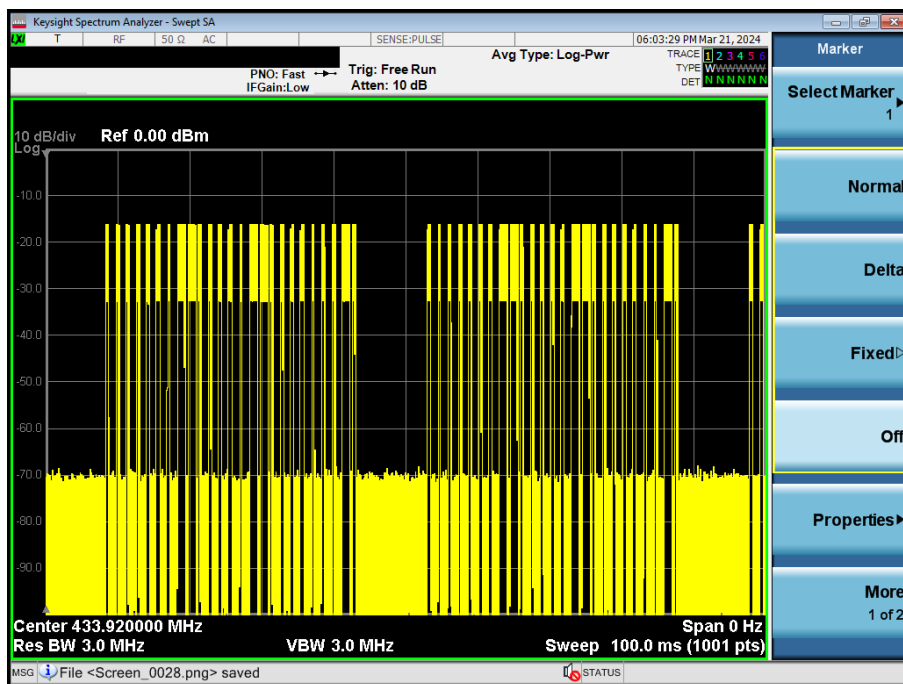 Keysight Spectrum Analyzer - Swept SA
LXI T RF 50 Ω AC SENSE:PULSE 06:03:29 PM Mar 21, 2024
Avg Type: Log-Pwr
TRACE 1 2 3 4 5 6
TYPE WWWWWW
DET N N N N N N
PNO: Fast
IFGain:Low
Trig: Free Run
Atten: 10 dB
10 dB/div Ref 0.00 dBm
Log
-10.0
-20.0
-30.0
-40.0
-50.0
-60.0
-70.0
-80.0
-90.0
Center 433.920000 MHz Span 0 Hz
Res BW 3.0 MHz VBW 3.0 MHz Sweep 100.0 ms (1001 pts)
MSG File <Screen_0028.png> saved STATUS
Marker
Select Marker
1
Normal
Delta
Fixed
Off
Properties
More
1 of 2